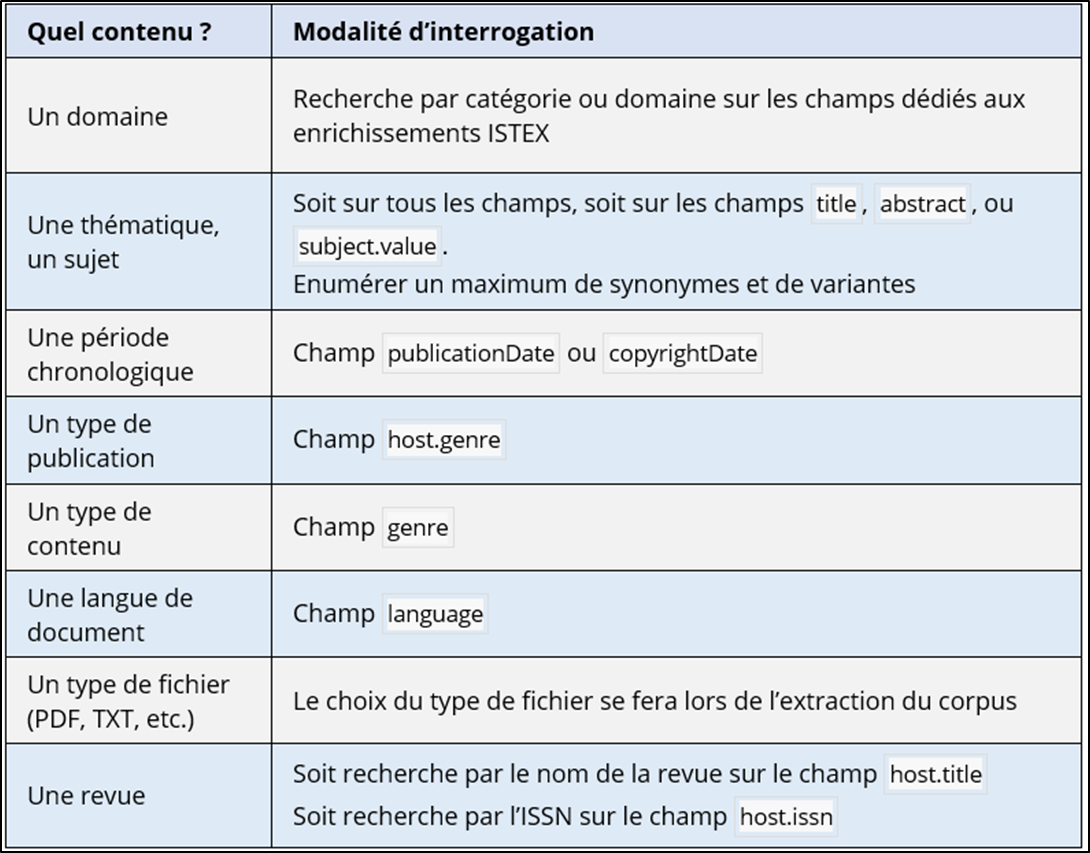 Quel contenu ?
Modalité d’interrogation
Un domaine
Recherche par catégorie ou domaine sur les champs dédiés aux
enrichissements ISTEX
Une thématique,
un sujet
Soit sur tous les champs, soit sur les champs title , abstract , ou
subject.value .
Enumérer un maximum de synonymes et de variantes
Une période
chronologique
Champ publicationDate ou copyrightDate
Un type de
publication
Champ host.genre
Un type de
contenu
Champ genre
Une langue de
document
Champ language
Un type de fichier
(PDF, TXT, etc.)
Le choix du type de fichier se fera lors de l’extraction du corpus
Une revue
Soit recherche par le nom de la revue sur le champ host.title
Soit recherche par l’ISSN sur le champ host.issn